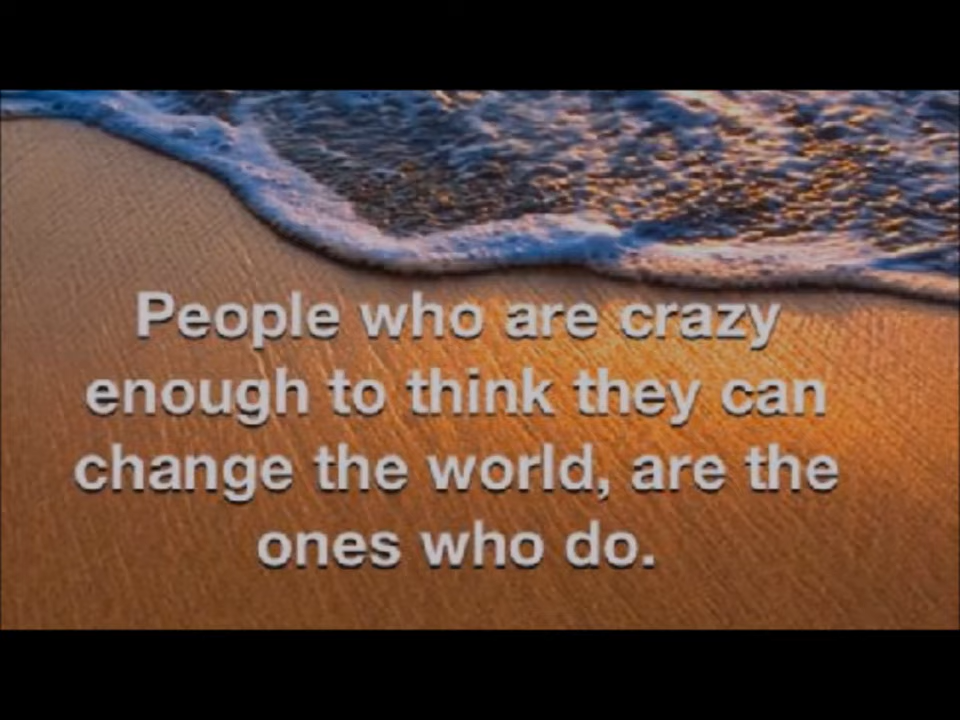 People who are crazy
enough to think they can
change the world, are the
ones who do.